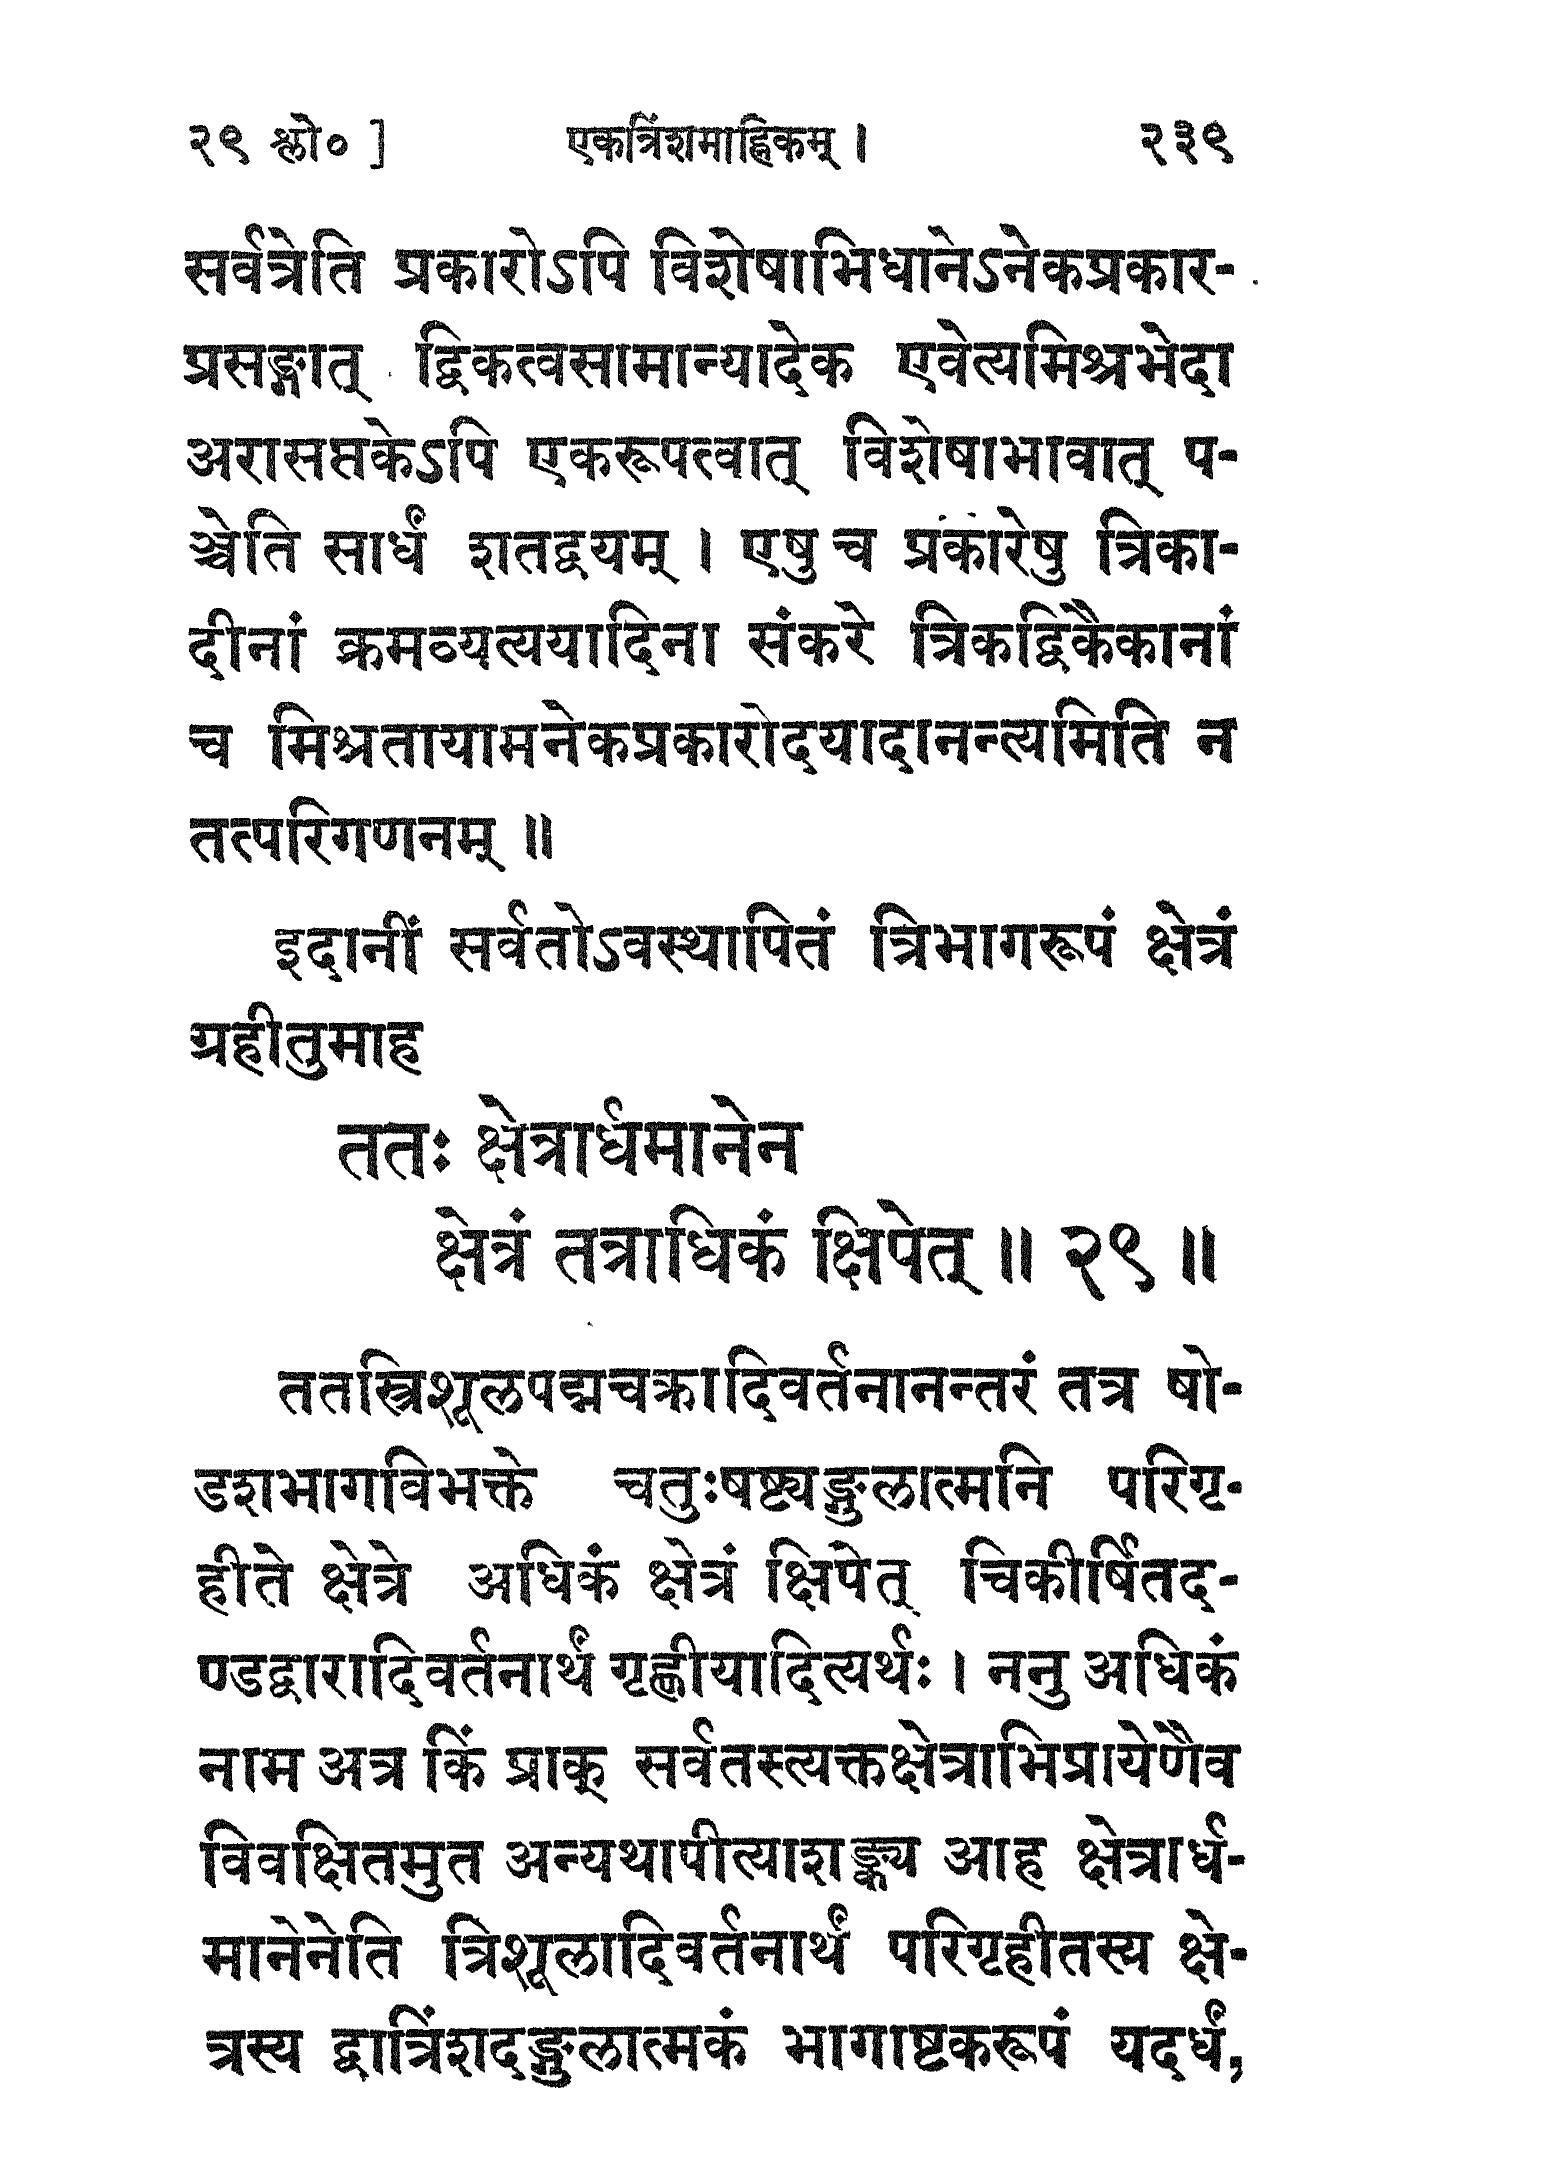 २९ श्लो० ] एकत्रिंशमाह्निकम् । २३९
सर्वत्रेति प्रकारोऽपि विशेषाभिधानेऽनेकप्रकार-
प्रसङ्गात् द्विकत्वसामान्यादेक एवेत्यमिश्रभेदा
अरासप्तकेऽपि एकरूपत्वात् विशेषाभावात् प-
ञ्चेति सार्धं शतद्वयम् । एषु च प्रकारेषु त्रिका-
दीनां क्रमव्यत्ययादिना संकरे त्रिकद्विकैकानां
च मिश्रतायामनेकप्रकारोदयादानन्त्यमिति न
तत्परिगणनम् ॥
इदानीं सर्वतोऽवस्थापितं त्रिभागरूपं क्षेत्रं
ग्रहीतुमाह
ततः क्षेत्रार्धमानेन
क्षेत्रं तत्राधिकं क्षिपेत् ॥ २९ ॥
ततस्त्रिशूलपद्मचक्रादिवर्तनानन्तरं तत्र षो-
डशभागविभक्ते चतुःषष्ट्यङ्गुलात्मनि परिगृ-
हीते क्षेत्रे अधिकं क्षेत्रं क्षिपेत् चिकीर्षितद-
ण्डद्वारादिवर्तनार्थं गृह्णीयादित्यर्थः । ननु अधिकं
नाम अत्र किं प्राक् सर्वतस्त्यक्तक्षेत्राभिप्रायेणैव
विवक्षितमुत अन्यथापीत्याशङ्क्य आह क्षेत्रार्ध-
मानेनेति त्रिशूलादिवर्तनार्थं परिगृहीतस्य क्षे-
त्रस्य द्वात्रिंशदङ्गुलात्मकं भागाष्टकरूपं यदर्धं,